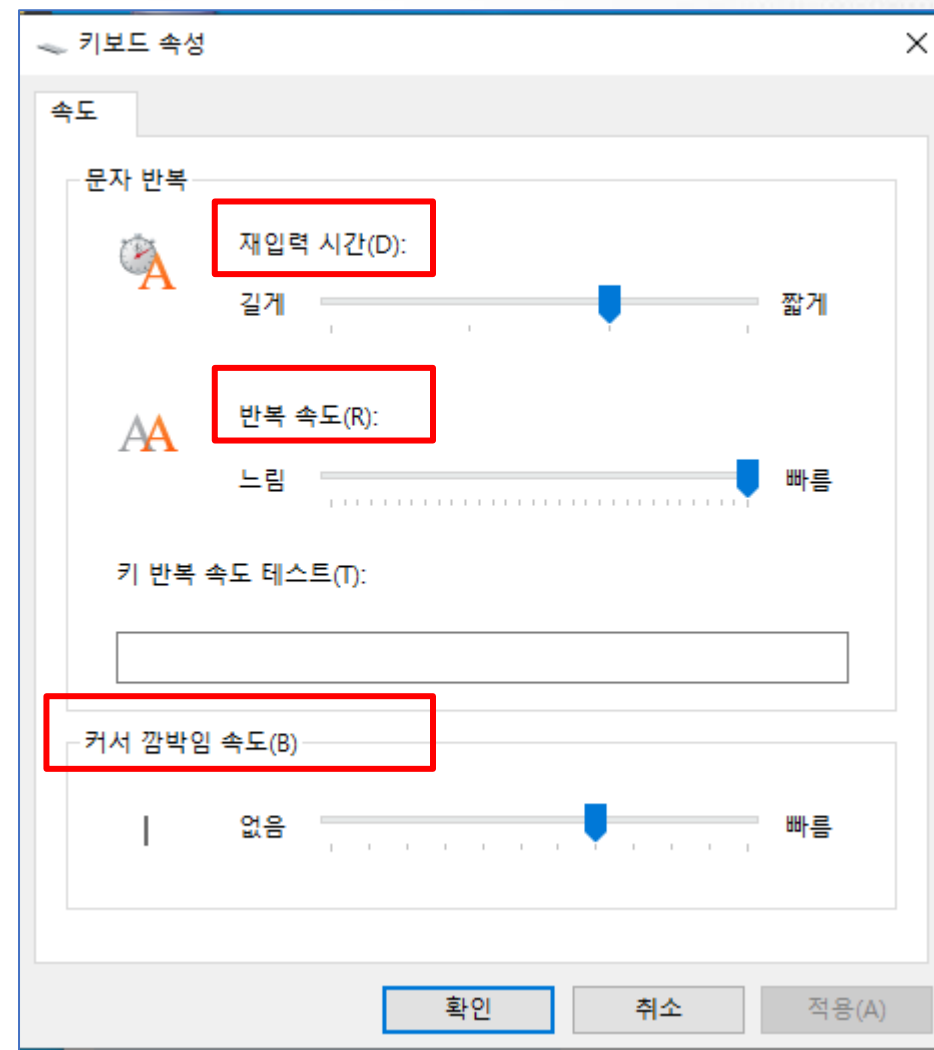 키보드 속성
속도
문자 반복
재입력 시간(D):
길게 짧게
반복 속도(R):
느림 빠름
키 반복 속도 테스트(T):
커서 깜박임 속도(B)
없음 빠름
확인 취소 적용(A)